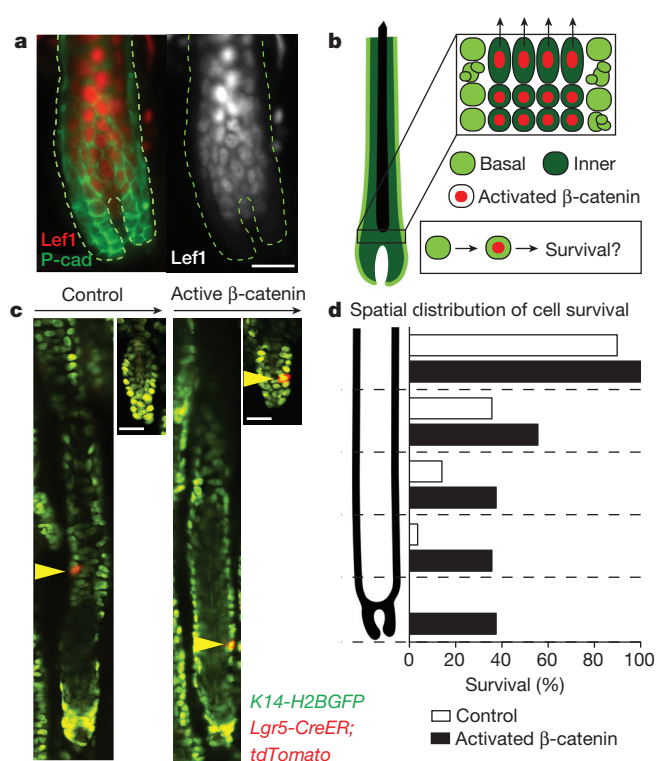 a
Lef1
P-cad
Lef1
b
Basal
Inner
Activated β-catenin
Survival?
c
Control
Active β-catenin
K14-H2BGFP
Lgr5-CreER;
tdTomato
d
Spatial distribution of cell survival
0 20 40 60 80 100
Survival (%)
Control
Activated β-catenin